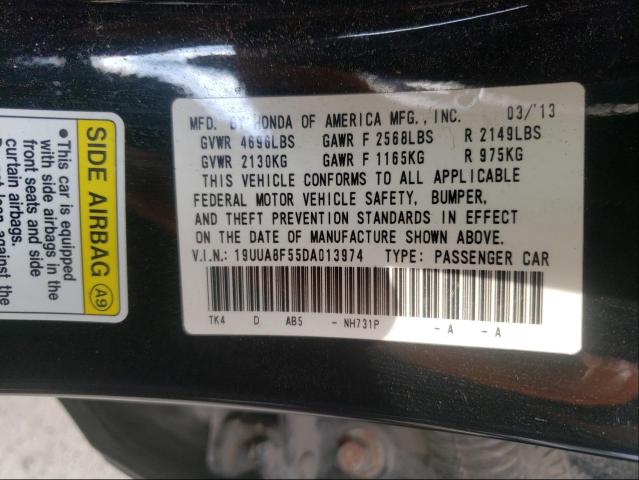 MFD. BY HONDA OF AMERICA MFG., INC. 03/'13
GVWR 4696LBS GAWR F 2568LBS R 2149LBS
GVWR 2130KG GAWR F 1165KG R 975KG
THIS VEHICLE CONFORMS TO ALL APPLICABLE
FEDERAL MOTOR VEHICLE SAFETY, BUMPER,
AND THEFT PREVENTION STANDARDS IN EFFECT
ON THE DATE OF MANUFACTURE SHOWN ABOVE.
V.I.N.: 19UUA8F55DA013974 TYPE: PASSENGER CAR
TK4 D AB5 - NH731P - A - A
SIDE AIRBAG A9
•This car is equipped
with side airbags in the
front seats and side
curtain airbags.